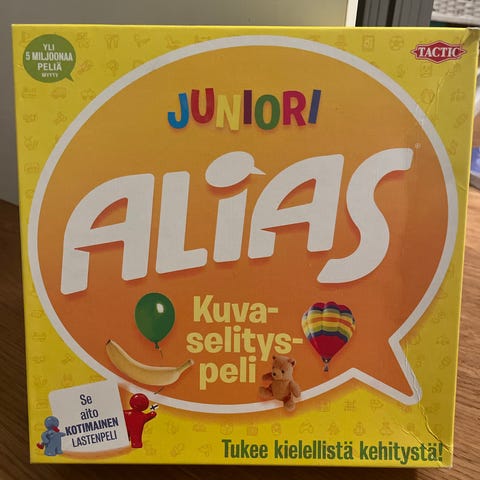 YLI
5 MILJOONAA
PELIÄ
MYYTY
TACTIC
JUNIORI
ALIAS®
Kuva-
selitys-
peli
Se
aito
KOTIMAINEN
LASTENPELI
Tukee kielellistä kehitystä!